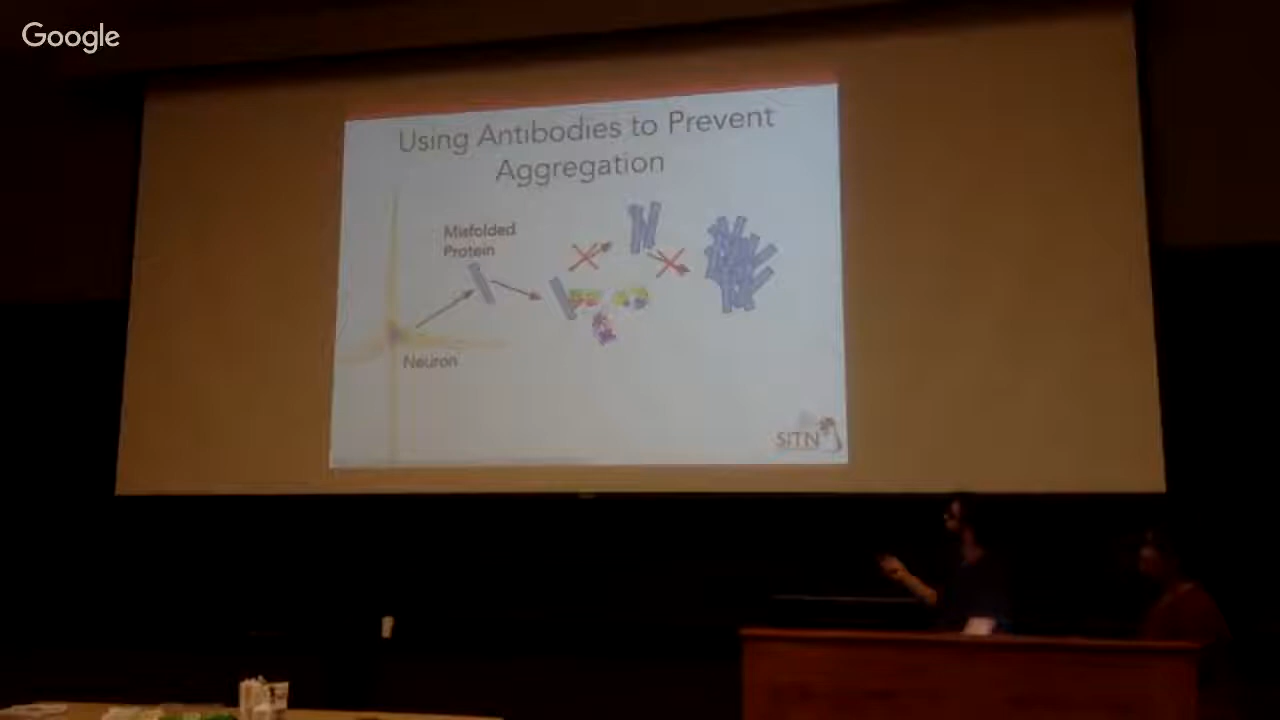 Google
Using Antibodies to Prevent
Aggregation
Misfolded
Protein
Neuron
SITN